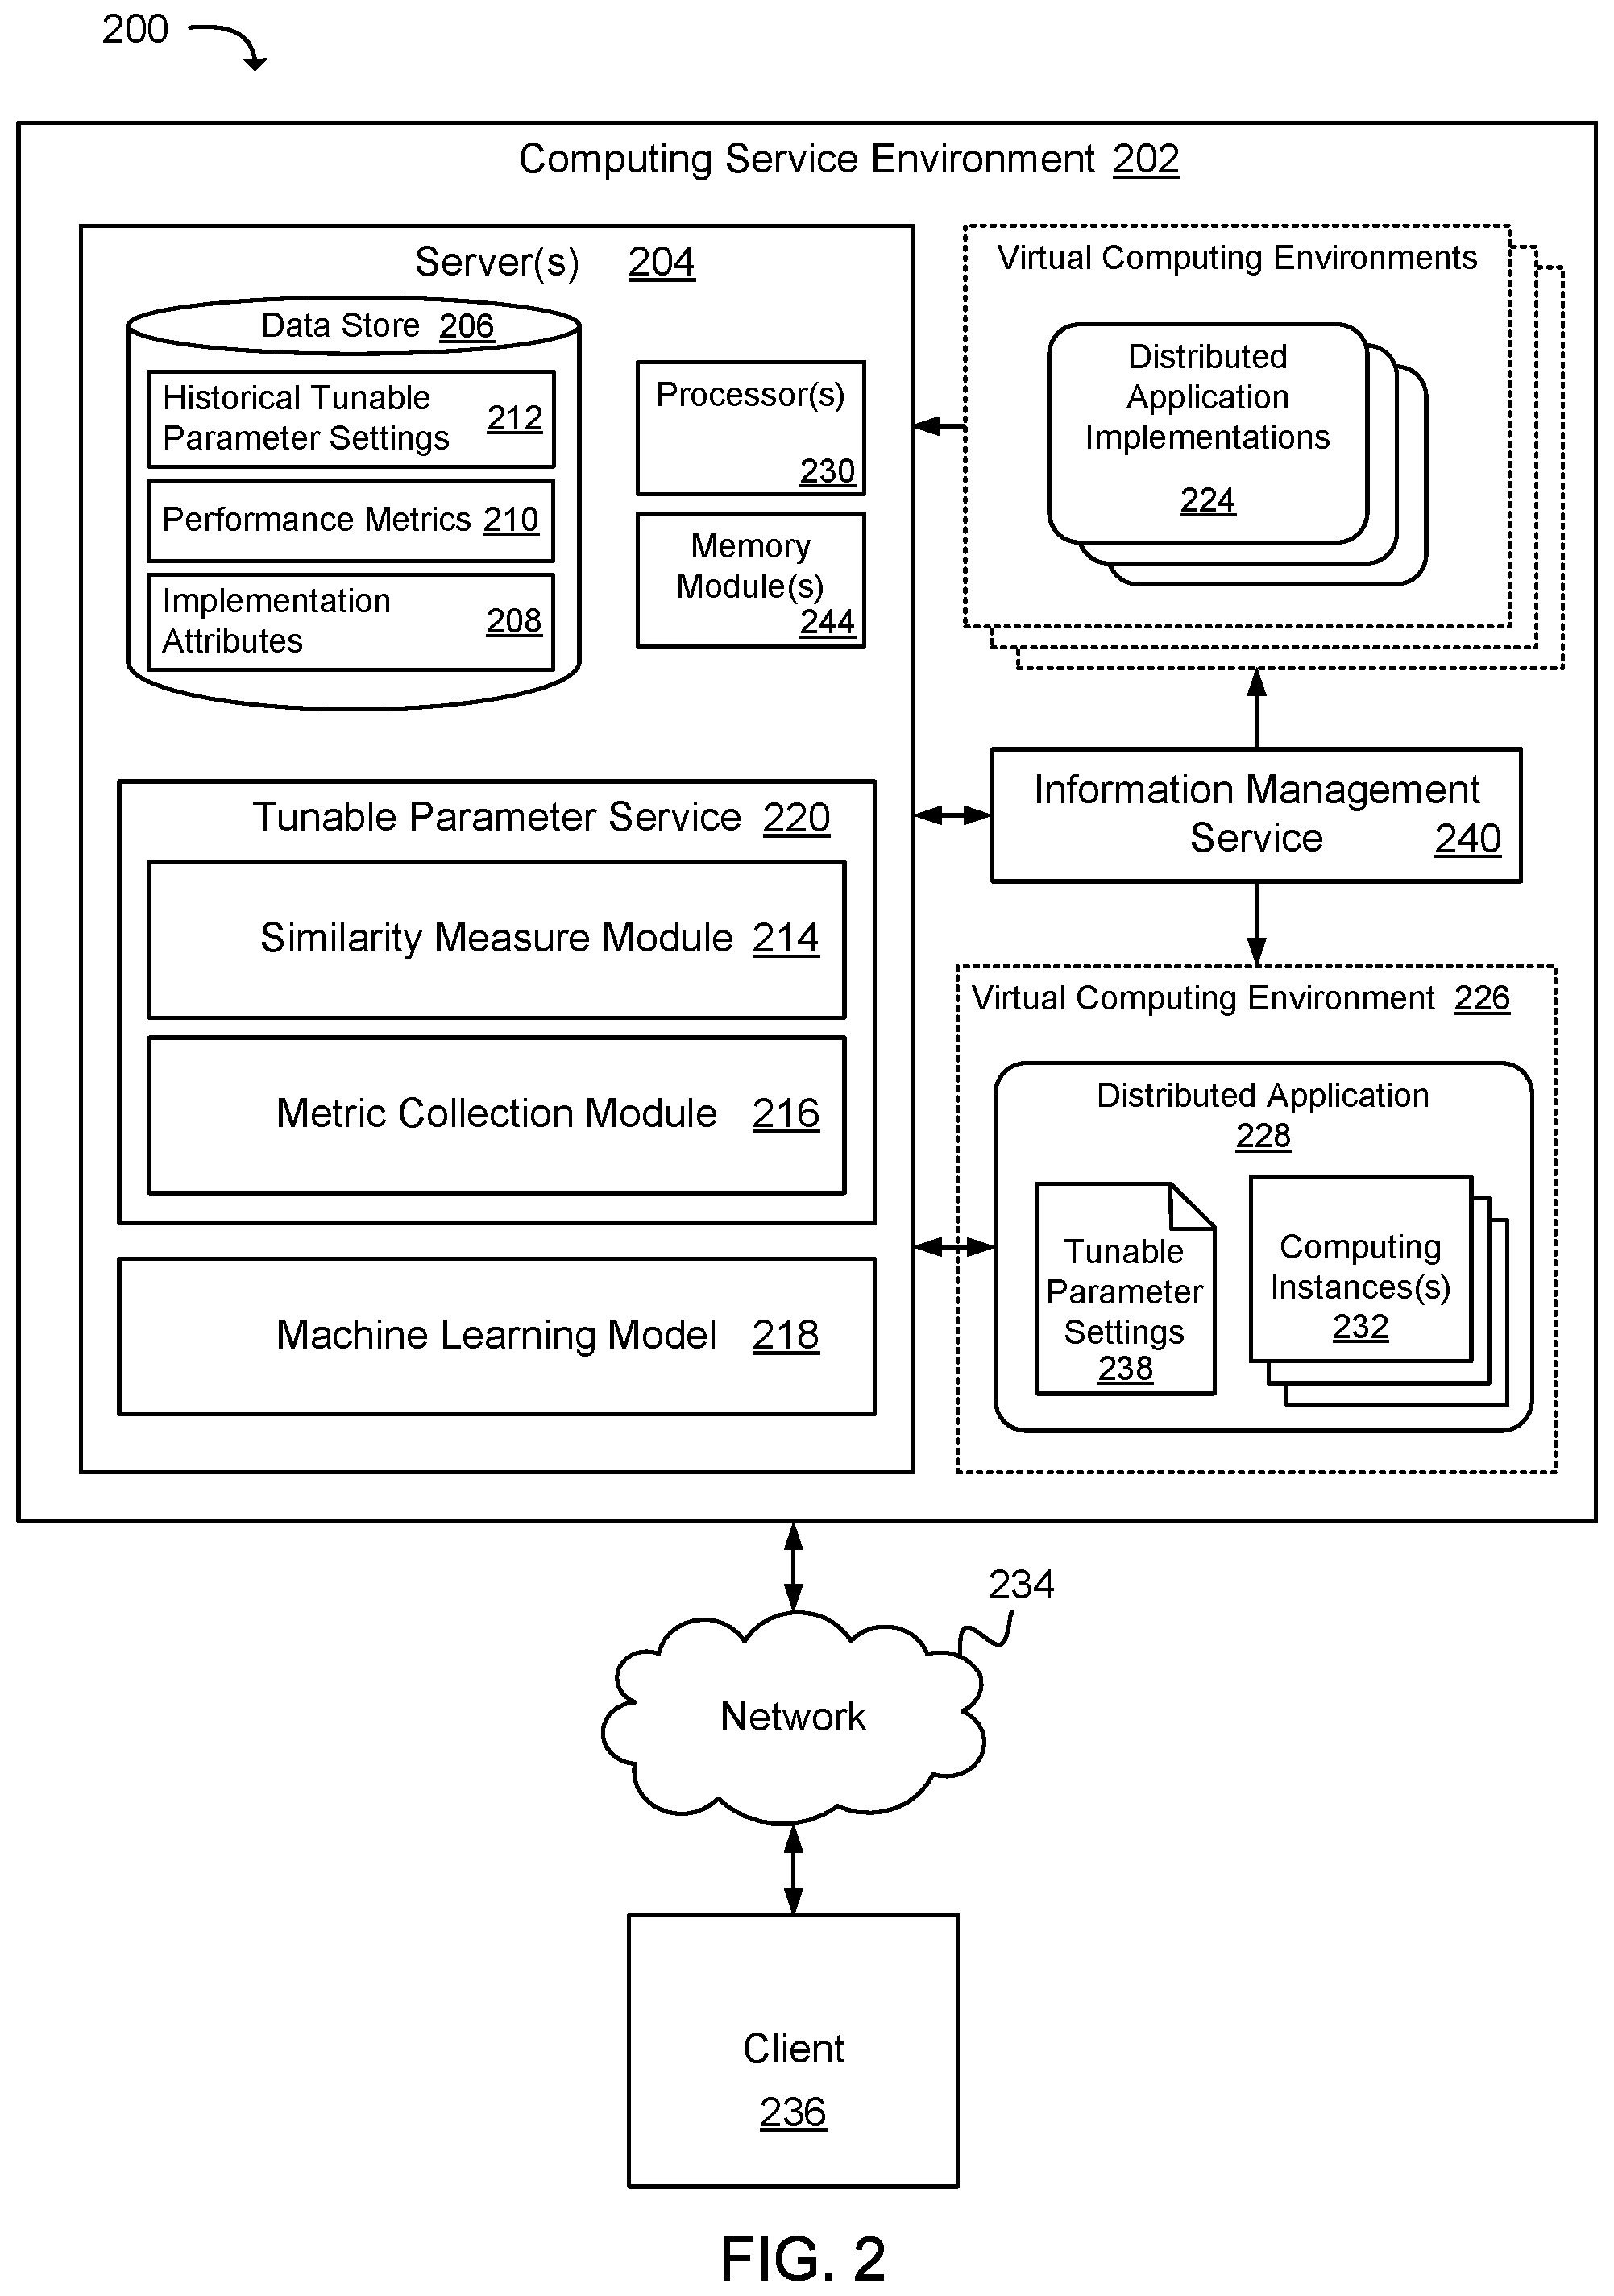 200
Computing Service Environment 202
Server(s) 204
Data Store 206
Historical Tunable
Parameter Settings 212
Performance Metrics 210
Implementation
Attributes 208
Processor(s)
230
Memory
Module(s)
244
Tunable Parameter Service 220
Similarity Measure Module 214
Metric Collection Module 216
Machine Learning Model 218
Virtual Computing Environments
Distributed
Application
Implementations
224
Information Management
Service 240
Virtual Computing Environment 226
Distributed Application
228
Tunable
Parameter
Settings
238
Computing
Instances(s)
232
234
Network
Client
236
FIG. 2